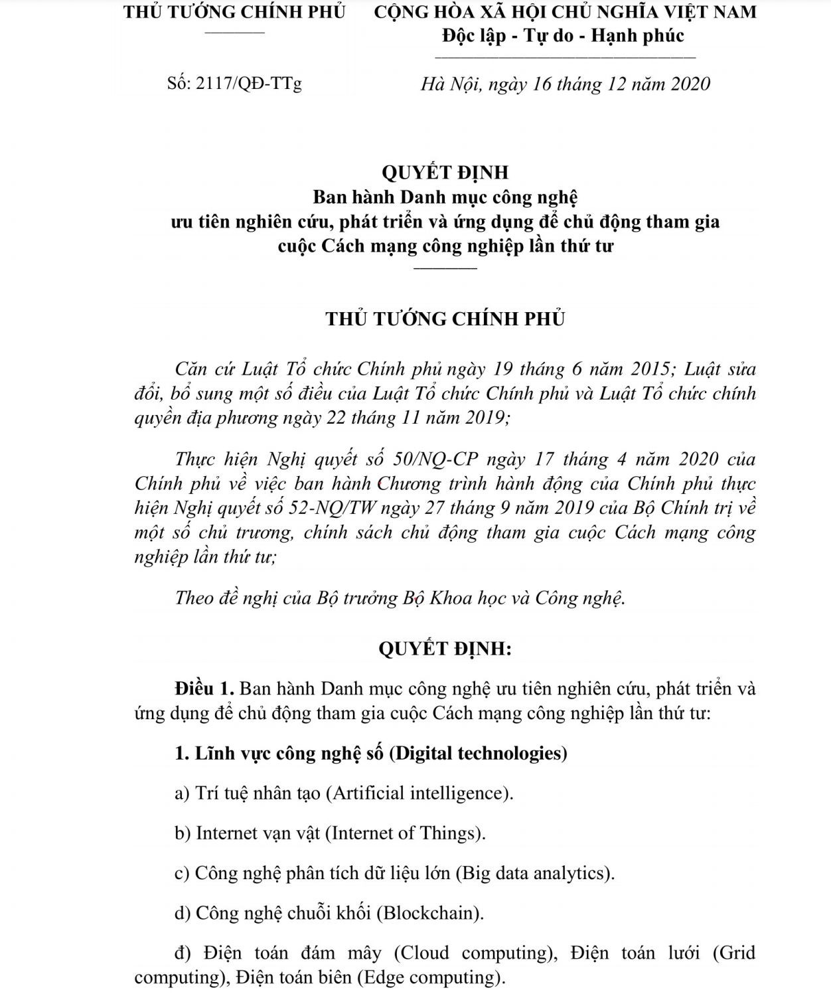 THỦ TƯỚNG CHÍNH PHỦ
CỘNG HÒA XÃ HỘI CHỦ NGHĨA VIỆT NAM
Độc lập - Tự do - Hạnh phúc
Số: 2117/QĐ-TTg
Hà Nội, ngày 16 tháng 12 năm 2020
QUYẾT ĐỊNH
Ban hành Danh mục công nghệ
ưu tiên nghiên cứu, phát triển và ứng dụng để chủ động tham gia
cuộc Cách mạng công nghiệp lần thứ tư
THỦ TƯỚNG CHÍNH PHỦ
Căn cứ Luật Tổ chức Chính phủ ngày 19 tháng 6 năm 2015; Luật sửa
đổi, bổ sung một số điều của Luật Tổ chức Chính phủ và Luật Tổ chức chính
quyền địa phương ngày 22 tháng 11 năm 2019;
Thực hiện Nghị quyết số 50/NQ-CP ngày 17 tháng 4 năm 2020 của
Chính phủ về việc ban hành Chương trình hành động của Chính phủ thực
hiện Nghị quyết số 52-NQ/TW ngày 27 tháng 9 năm 2019 của Bộ Chính trị về
một số chủ trương, chính sách chủ động tham gia cuộc Cách mạng công
nghiệp lần thứ tư;
Theo đề nghị của Bộ trưởng Bộ Khoa học và Công nghệ.
QUYẾT ĐỊNH:
Điều 1. Ban hành Danh mục công nghệ ưu tiên nghiên cứu, phát triển và
ứng dụng để chủ động tham gia cuộc Cách mạng công nghiệp lần thứ tư:
1. Lĩnh vực công nghệ số (Digital technologies)
a) Trí tuệ nhân tạo (Artificial intelligence).
b) Internet vạn vật (Internet of Things).
c) Công nghệ phân tích dữ liệu lớn (Big data analytics).
d) Công nghệ chuỗi khối (Blockchain).
đ) Điện toán đám mây (Cloud computing), Điện toán lưới (Grid
computing), Điện toán biên (Edge computing).